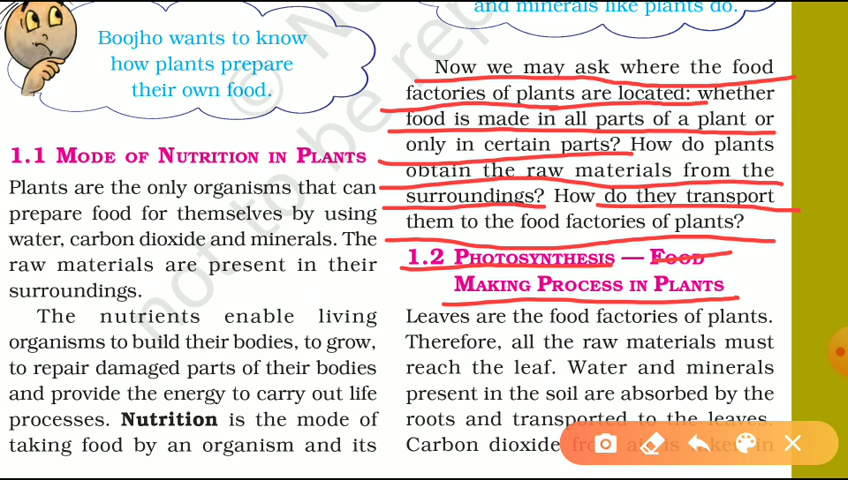 Boojho wants to know
how plants prepare
their own food.
1.1 MODE OF NUTRITION IN PLANTS
Plants are the only organisms that can
prepare food for themselves by using
water, carbon dioxide and minerals. The
raw materials are present in their
surroundings.
The nutrients enable living
organisms to build their bodies, to grow,
to repair damaged parts of their bodies
and provide the energy to carry out life
processes. Nutrition is the mode of
taking food by an organism and its
and minerals like plants do.
Now we may ask where the food
factories of plants are located: whether
food is made in all parts of a plant or
only in certain parts? How do plants
obtain the raw materials from the
surroundings? How do they transport
them to the food factories of plants?
1.2 PHOTOSYNTHESIS — FOOD
MAKING PROCESS IN PLANTS
Leaves are the food factories of plants.
Therefore, all the raw materials must
reach the leaf. Water and minerals
present in the soil are absorbed by the
roots and transported to the leaves.
Carbon dioxide from air is taken in
© N
not to be rep